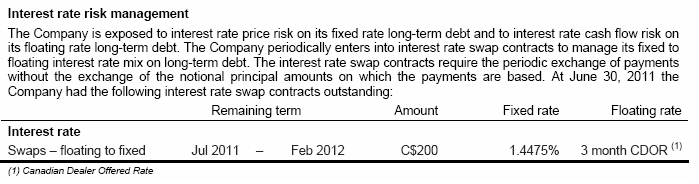 Interest rate risk management
The Company is exposed to interest rate price risk on its fixed rate long-term debt and to interest rate cash flow risk on
its floating rate long-term debt. The Company periodically enters into interest rate swap contracts to manage its fixed to
floating interest rate mix on long-term debt. The interest rate swap contracts require the periodic exchange of payments
without the exchange of the notional principal amounts on which the payments are based. At June 30, 2011 the
Company had the following interest rate swap contracts outstanding:
Remaining term Amount Fixed rate Floating rate
Interest rate
Swaps – floating to fixed Jul 2011 – Feb 2012 C$200 1.4475% 3 month CDOR (1)
(1) Canadian Dealer Offered Rate